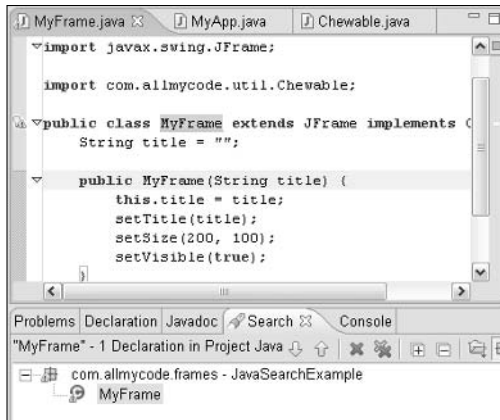 MyFrame.java MyApp.java Chewable.java
import javax.swing.JFrame;
import com.allmycode.util.Chewable;
public class MyFrame extends JFrame implements
String title = "";
public MyFrame(String title) {
this.title = title;
setTitle(title);
setSize(200, 100);
setVisible(true);
}
Problems Declaration Javadoc Search Console
"MyFrame" - 1 Declaration in Project Java
com.allmycode.frames - JavaSearchExample
MyFrame